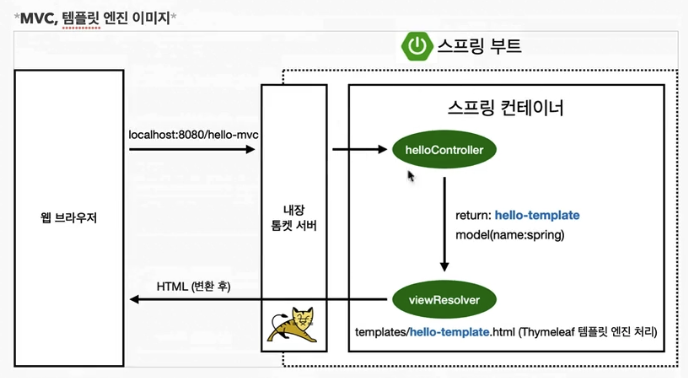 *MVC, 템플릿 엔진 이미지*
스프링 부트
스프링 컨테이너
localhost:8080/hello-mvc
helloController
웹 브라우저
내장
톰켓 서버
return: hello-template
model(name:spring)
HTML (변환 후)
viewResolver
templates/hello-template.html (Thymeleaf 템플릿 엔진 처리)